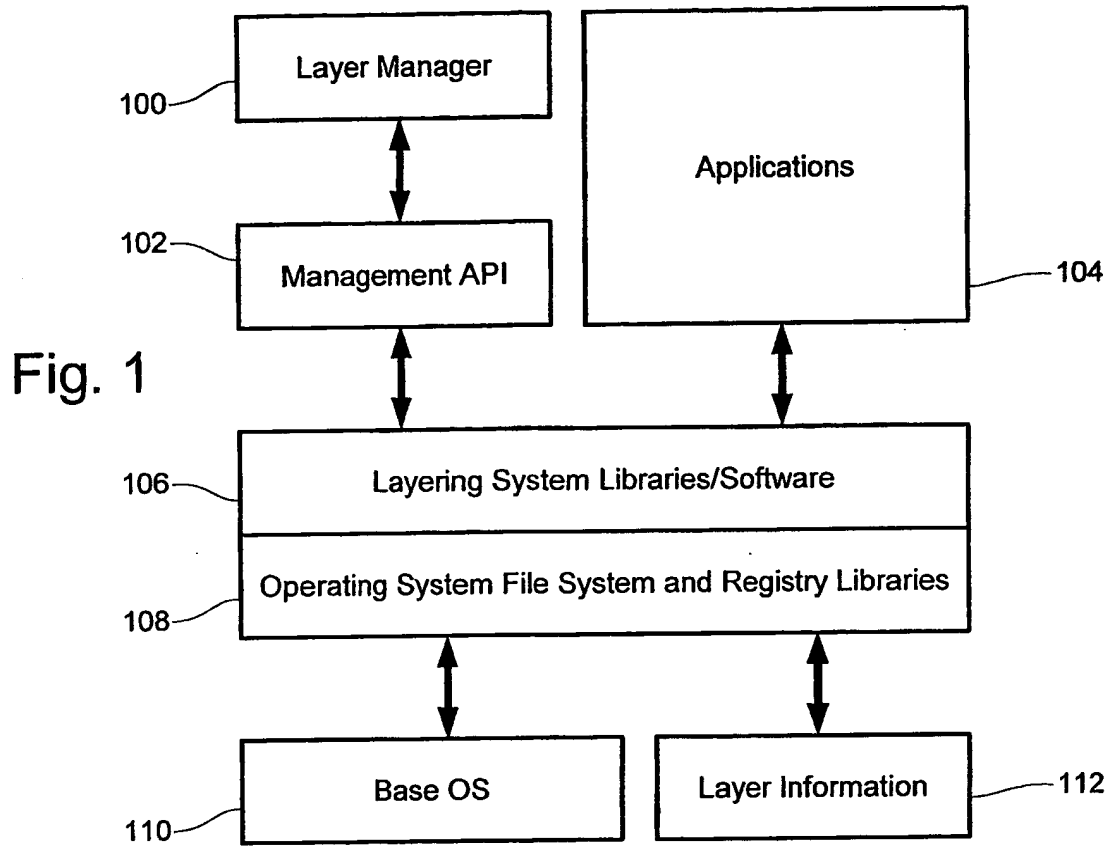 Layer Manager
100
Applications
102
Management API
104
Fig. 1
106
Layering System Libraries/Software
Operating System File System and Registry Libraries
108
Base OS
110
Layer Information
112